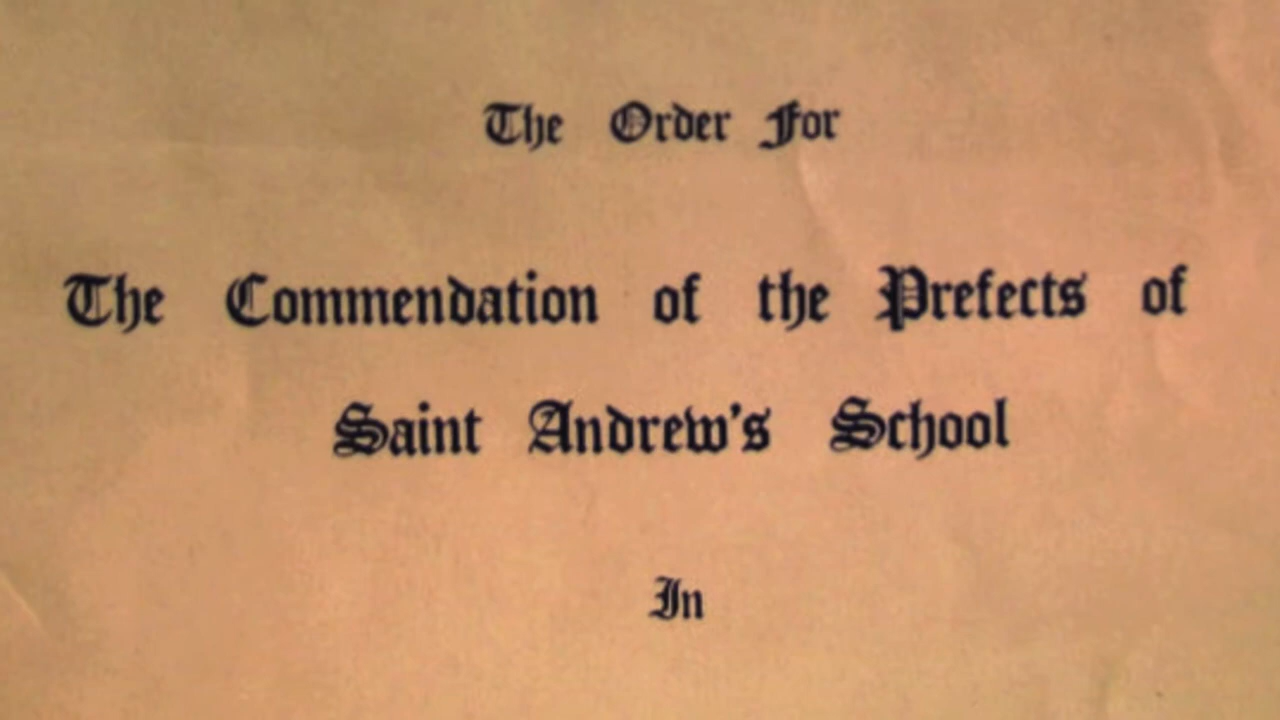 The Order For
The Commendation of the Prefects of
Saint Andrew's School
In